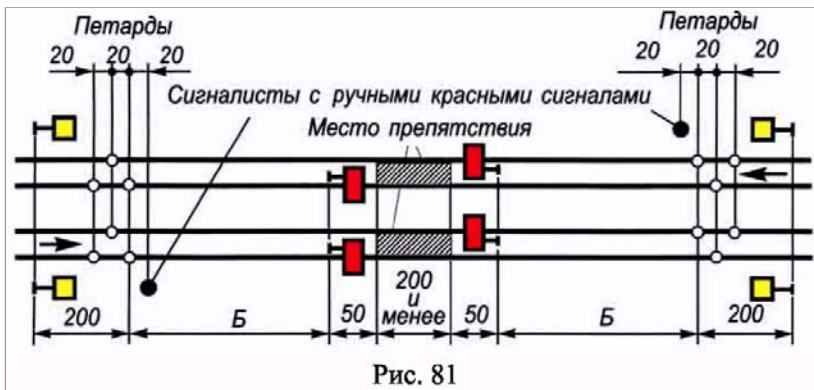 Петарды Петарды
20 20 20 20 20 20
Сигналисты с ручными красными сигналами
Место препятствия
200 Б 50 200 и менее 50 Б 200
Рис. 81